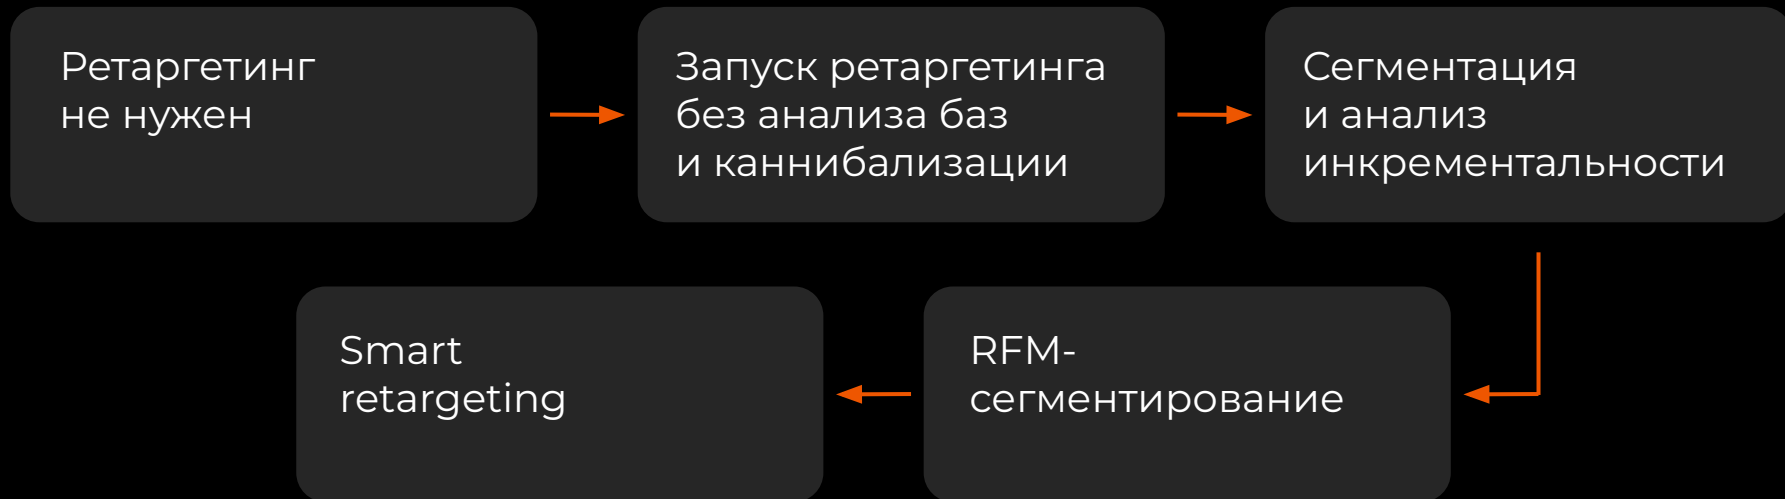 Ретаргетинг
не нужен
Запуск ретаргетинга
без анализа баз
и каннибализации
Сегментация
и анализ
инкрементальности
RFM-
сегментирование
Smart
retargeting